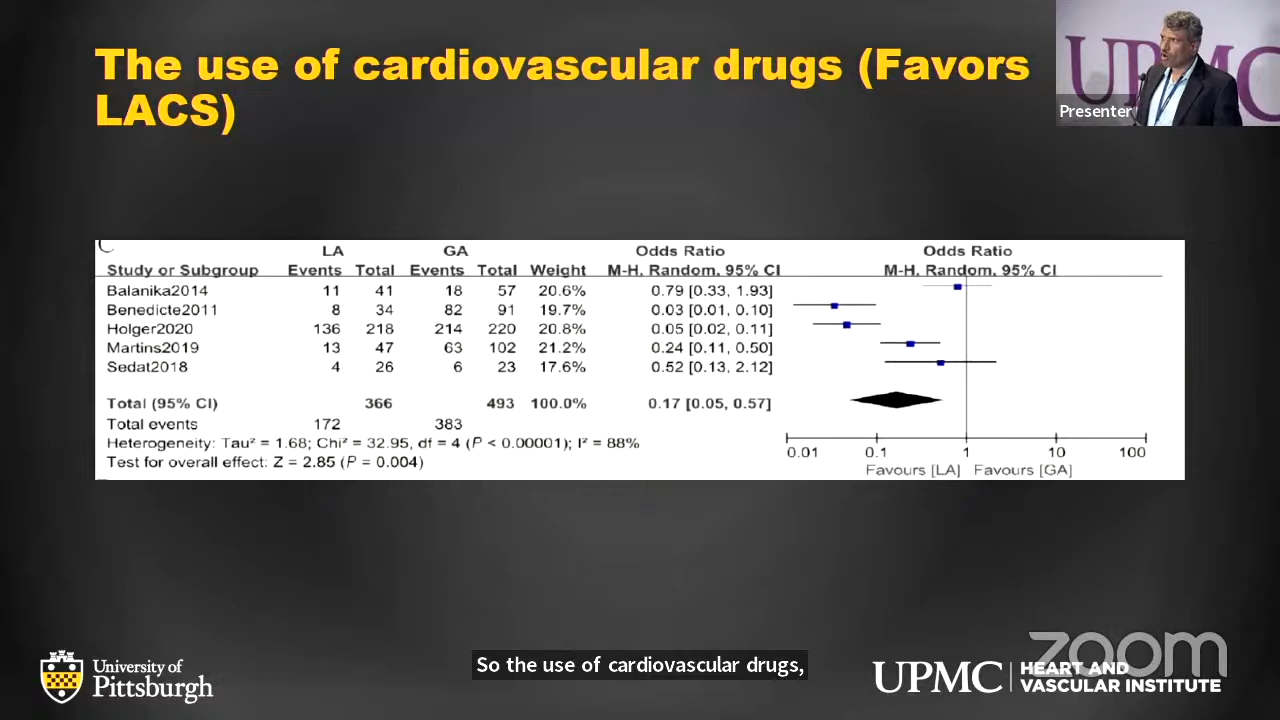 The use of cardiovascular drugs (Favors
LACS)
UPMC
Presenter
C
LA GA Odds Ratio Odds Ratio
Study or Subgroup Events Total Events Total Weight M-H, Random, 95% CI M-H, Random, 95% CI
Balanika2014 11 41 18 57 20.6% 0.79 [0.33, 1.93]
Benedicte2011 8 34 82 91 19.7% 0.03 [0.01, 0.10]
Holger2020 136 218 214 220 20.8% 0.05 [0.02, 0.11]
Martins2019 13 47 63 102 21.2% 0.24 [0.11, 0.50]
Sedat2018 4 26 6 23 17.6% 0.52 [0.13, 2.12]
Total (95% CI) 366 493 100.0% 0.17 [0.05, 0.57]
Total events 172 383
Heterogeneity: Tau² = 1.68; Chi² = 32.95, df = 4 (P < 0.00001); I² = 88%
Test for overall effect: Z = 2.85 (P = 0.004)
0.01 0.1 1 10 100
Favours [LA] Favours [GA]
University of
Pittsburgh
So the use of cardiovascular drugs,
zoom
UPMC HEART AND
VASCULAR INSTITUTE